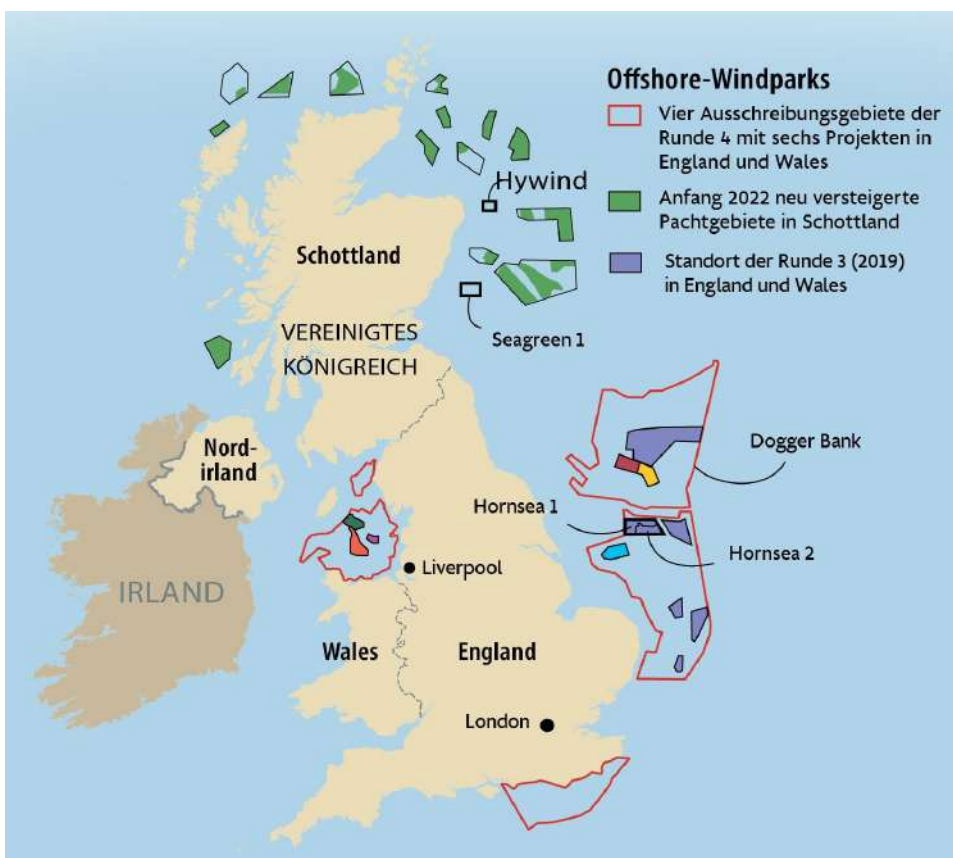 Offshore-Windparks
Vier Ausschreibungsgebiete der
Runde 4 mit sechs Projekten in
England und Wales
Anfang 2022 neu versteigerte
Pachtgebiete in Schottland
Standort der Runde 3 (2019)
in England und Wales
Hywind
Schottland
Seagreen 1
VEREINIGTES
KÖNIGREICH
Nord-
irland
Dogger Bank
Hornsea 1
Hornsea 2
Liverpool
IRLAND
Wales
England
London